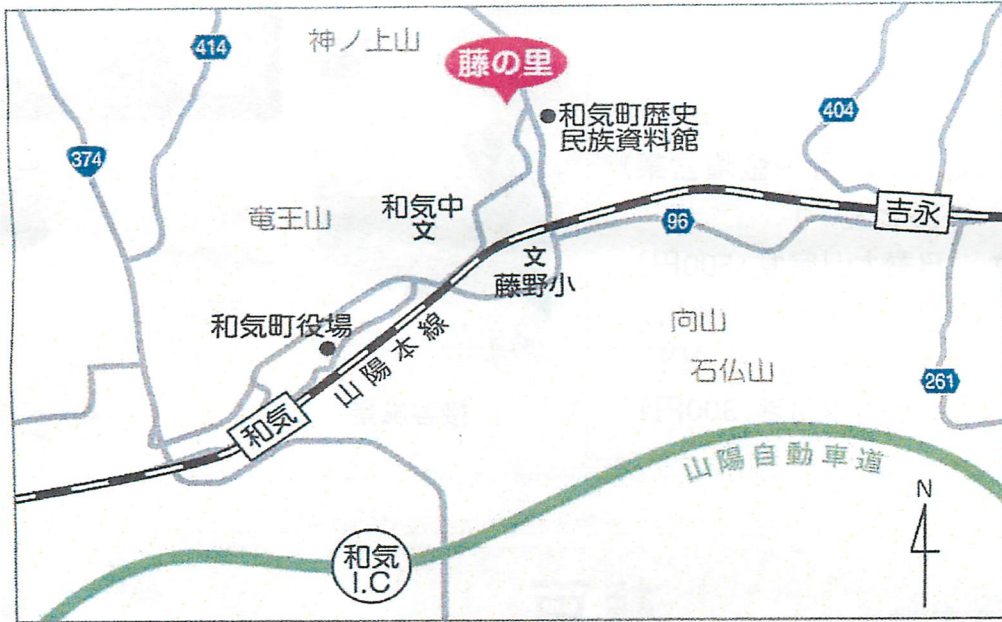 414
神ノ上山
藤の里
404
和気町歴史
民族資料館
374
竜王山
和気中
文
96
吉永
文
藤野小
和気町役場
山陽本線
向山
石仏山
261
和気
山陽自動車道
N
和気
I.C